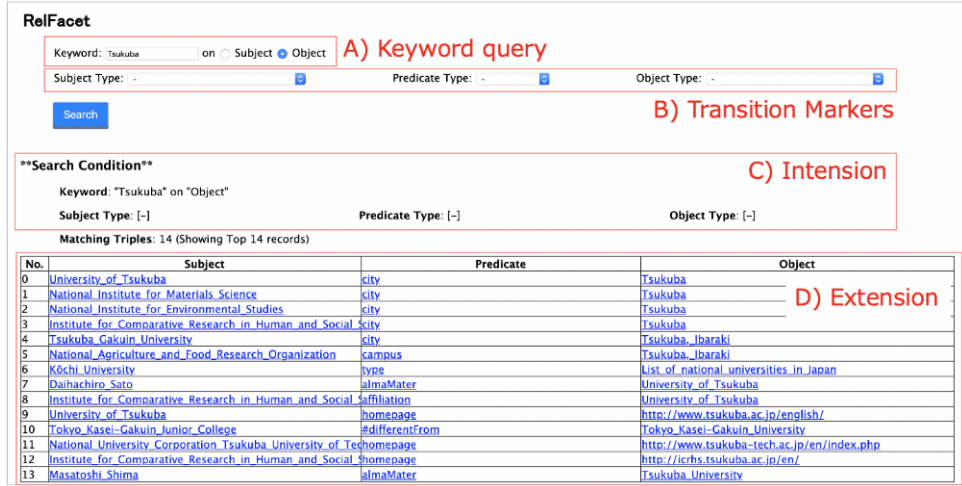 RelFacet
Keyword: Tsukuba on Subject Object A) Keyword query
Subject Type: - Predicate Type: - Object Type: -
Search B) Transition Markers
**Search Condition** C) Intension
Keyword: "Tsukuba" on "Object"
Subject Type: [-] Predicate Type: [-] Object Type: [-]
Matching Triples: 14 (Showing Top 14 records)
No. Subject Predicate Object
0 University_of_Tsukuba city Tsukuba
1 National_Institute_for_Materials_Science city Tsukuba
2 National_Institute_for_Environmental_Studies city Tsukuba D) Extension
3 Institute_for_Comparative_Research_in_Human_and_Social_S city Tsukuba
4 Tsukuba_Gakuin_University city Tsukuba,_Ibaraki
5 National_Agriculture_and_Food_Research_Organization campus Tsukuba,_Ibaraki
6 Kōchi_University type List_of_national_universities_in_Japan
7 Daihachiro_Sato almaMater University_of_Tsukuba
8 Institute_for_Comparative_Research_in_Human_and_Social_S affiliation University_of_Tsukuba
9 University_of_Tsukuba homepage http://www.tsukuba.ac.jp/english/
10 Tokyo_Kasei-Gakuin_Junior_College #differentFrom Tokyo_Kasei-Gakuin_University
11 National_University_Corporation_Tsukuba_University_of_Tec homepage http://www.tsukuba-tech.ac.jp/en/index.php
12 Institute_for_Comparative_Research_in_Human_and_Social_S homepage http://icrhs.tsukuba.ac.jp/en/
13 Masatoshi_Shima almaMater Tsukuba_University